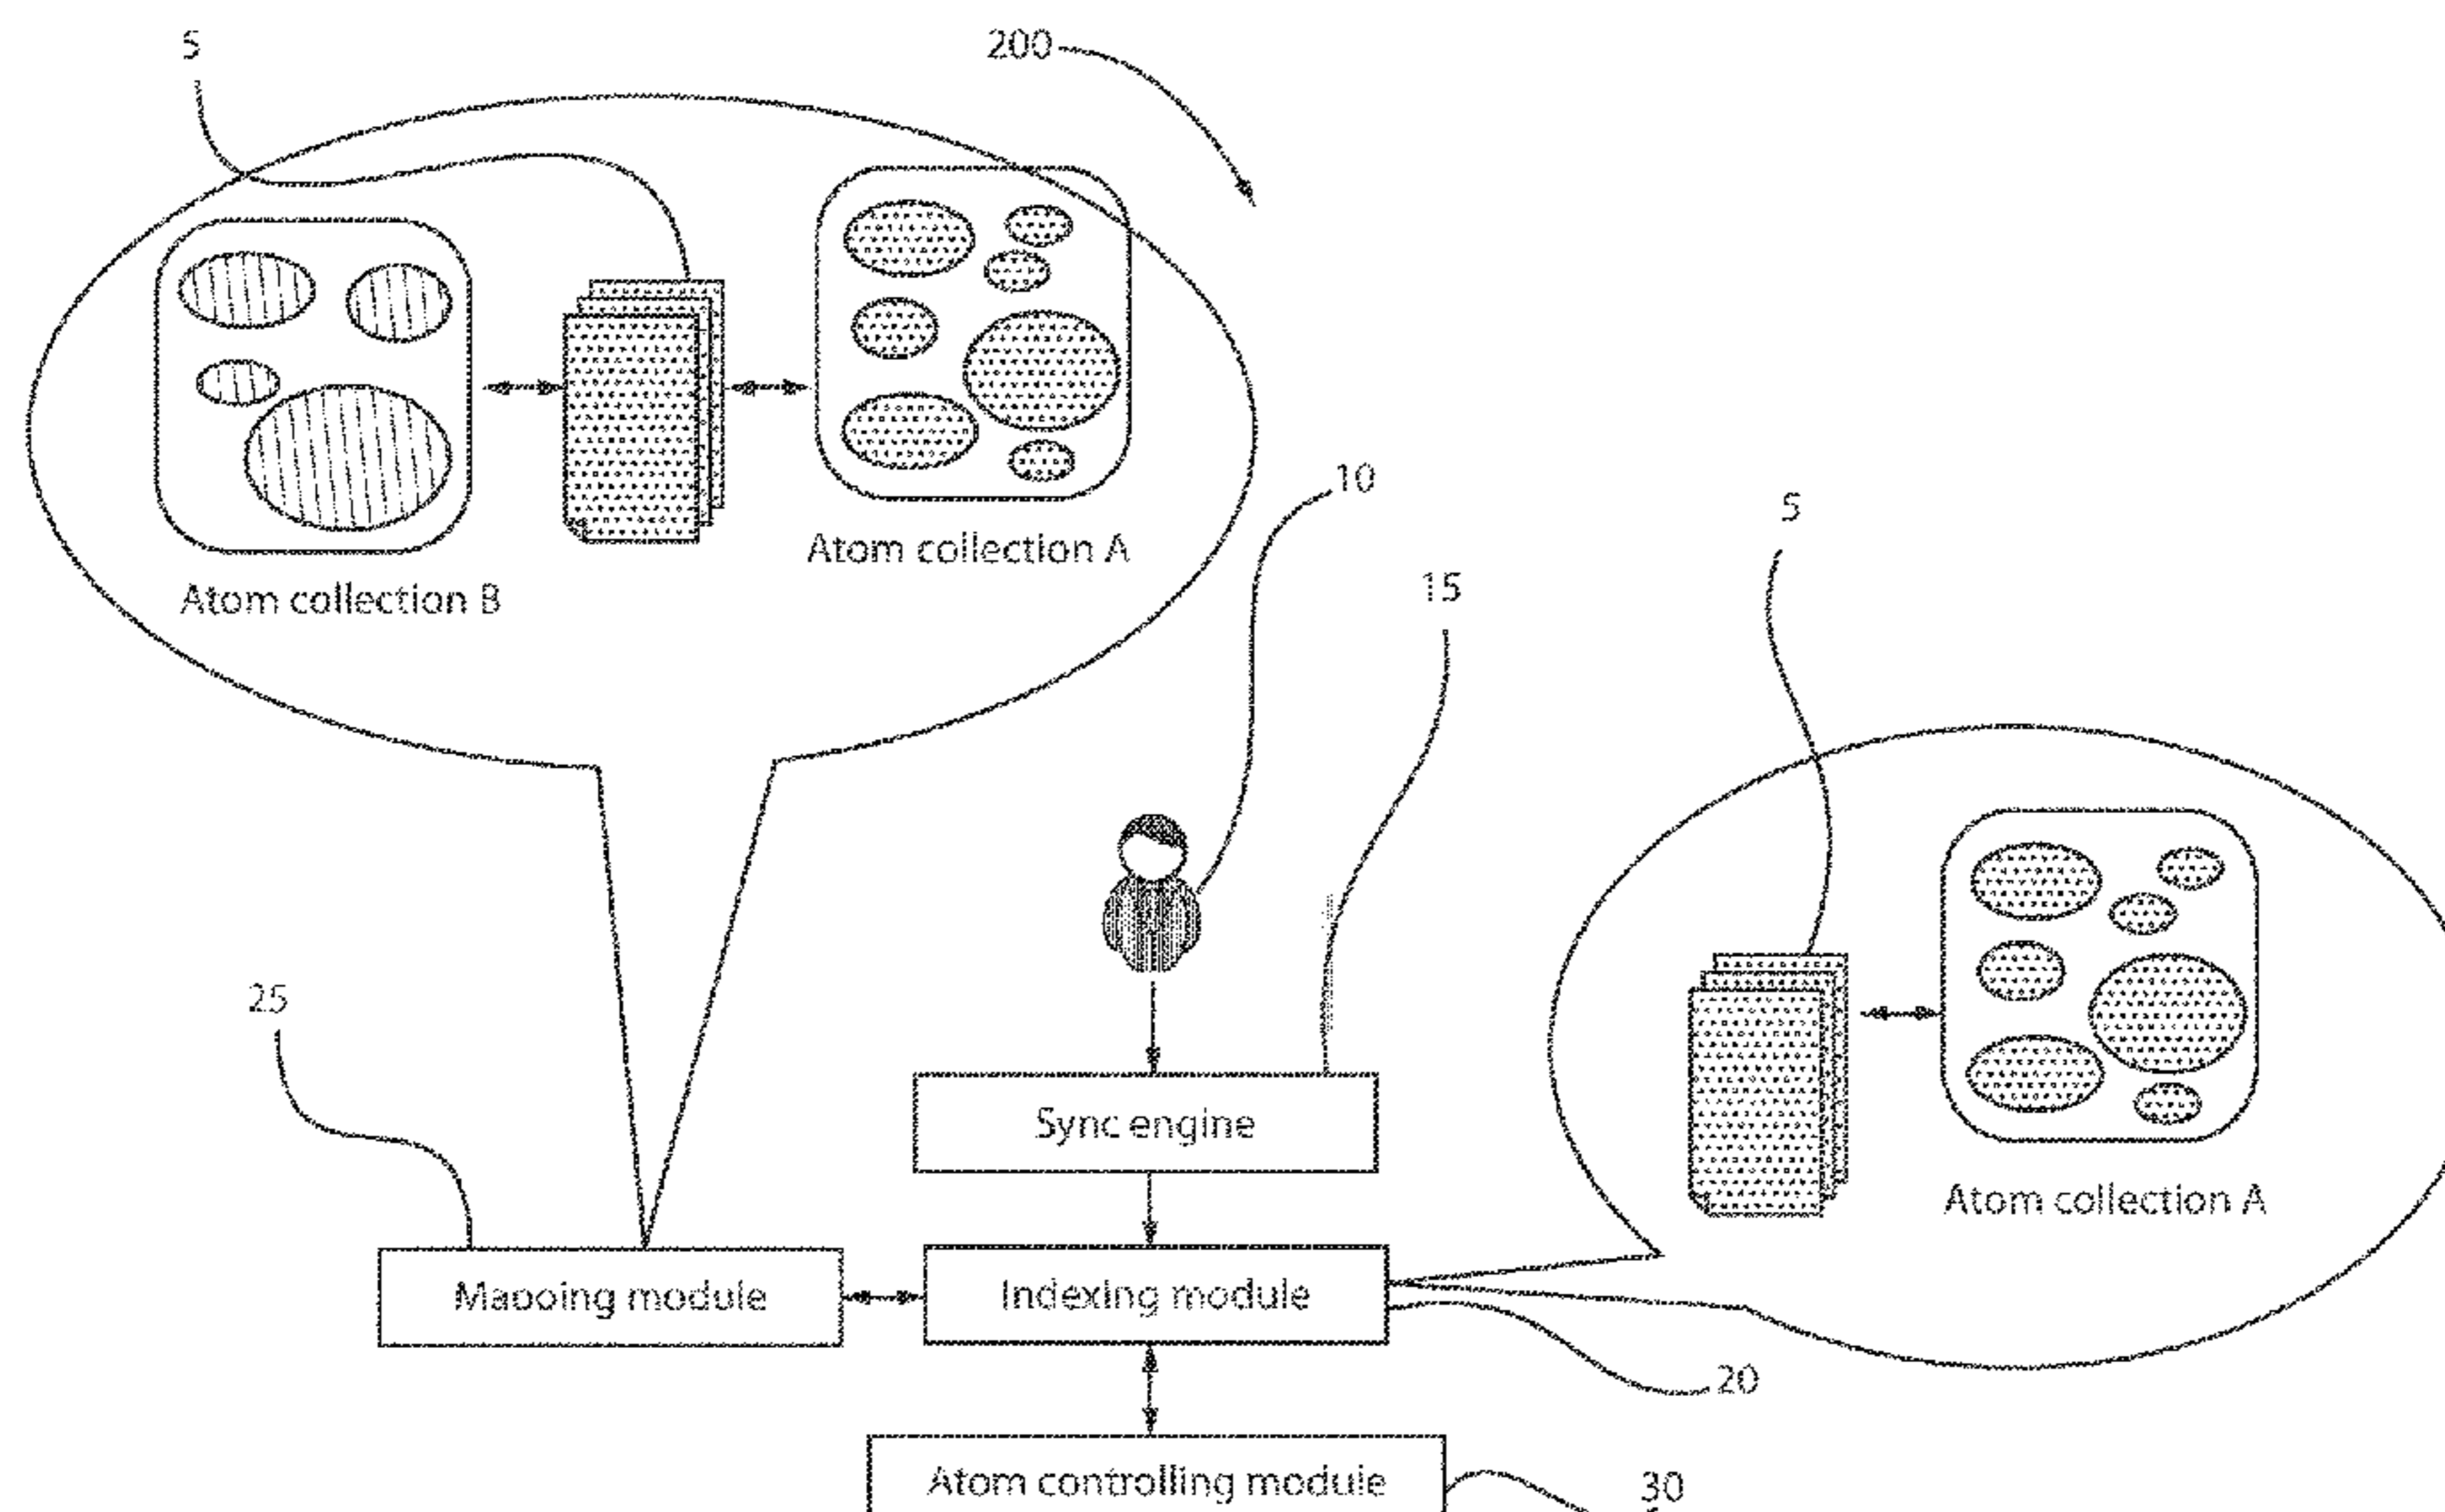 5
200
10
Atom collection A
5
Atom collection B
15
25
Sync engine
Atom collection A
Maooing module
Indexing module
20
Atom controlling module
30